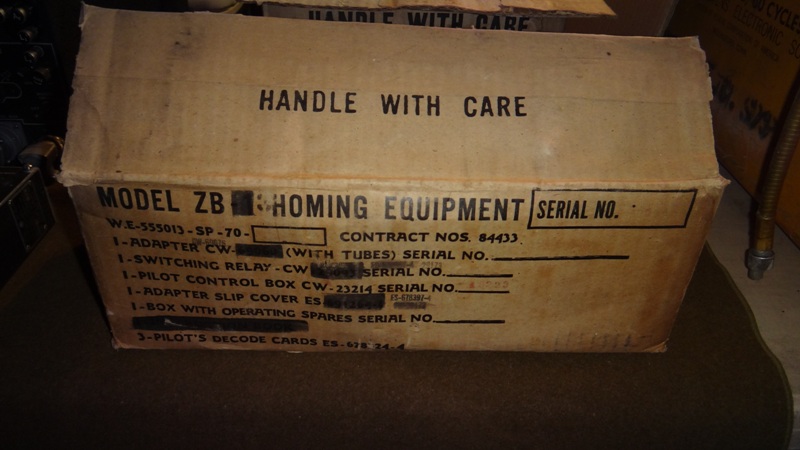 HANDLE WITH CARE
HANDLE WITH CARE
MODEL ZB HOMING EQUIPMENT SERIAL NO.
W.E-555013-SP-70- CONTRACT NOS. 84433
1-ADAPTER CW- (WITH TUBES) SERIAL NO.
1-SWITCHING RELAY-CW SERIAL NO.
1-PILOT CONTROL BOX CW-23214 SERIAL NO.
1-ADAPTER SLIP COVER ES
1-BOX WITH OPERATING SPARES SERIAL NO.
3-PILOT'S DECODE CARDS ES-678 24-4
CYCLES
ELECTRONIC